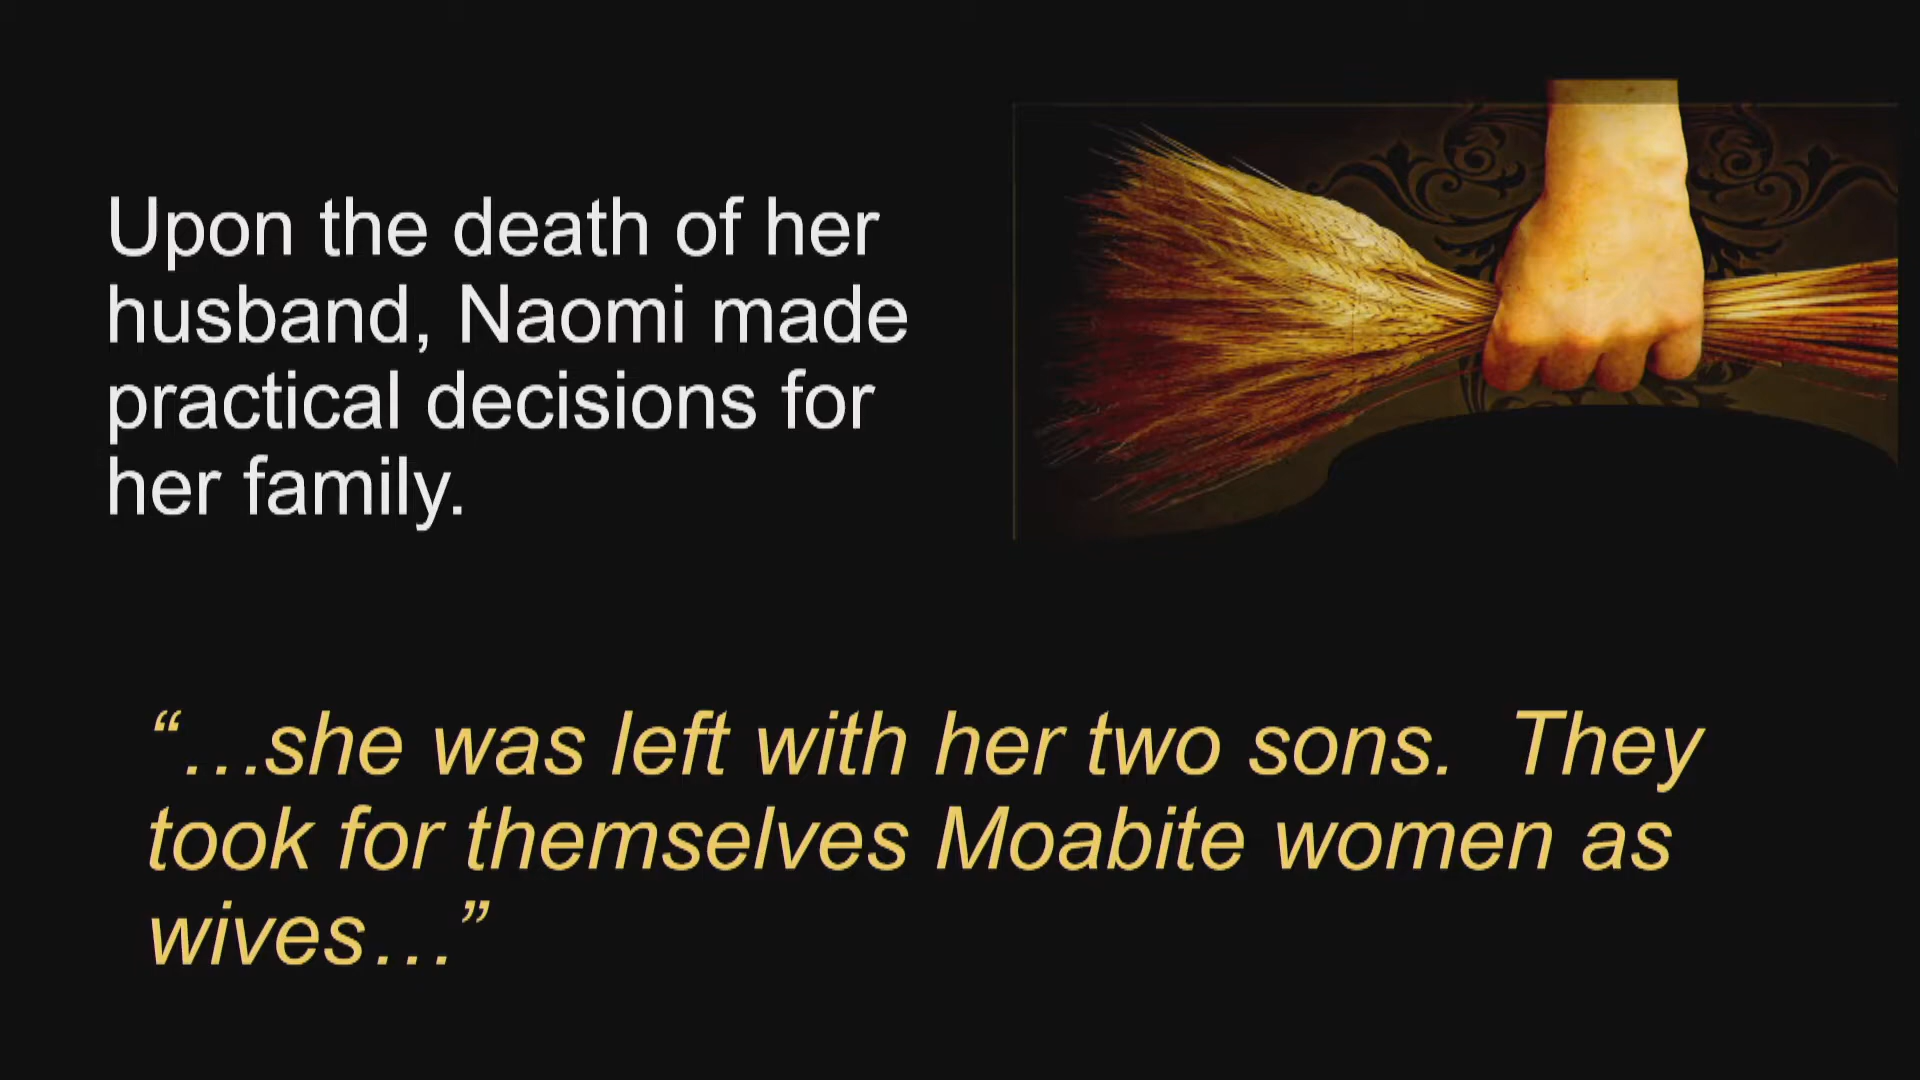 Upon the death of her
husband, Naomi made
practical decisions for
her family.
“…she was left with her two sons.  They
took for themselves Moabite women as
wives…”